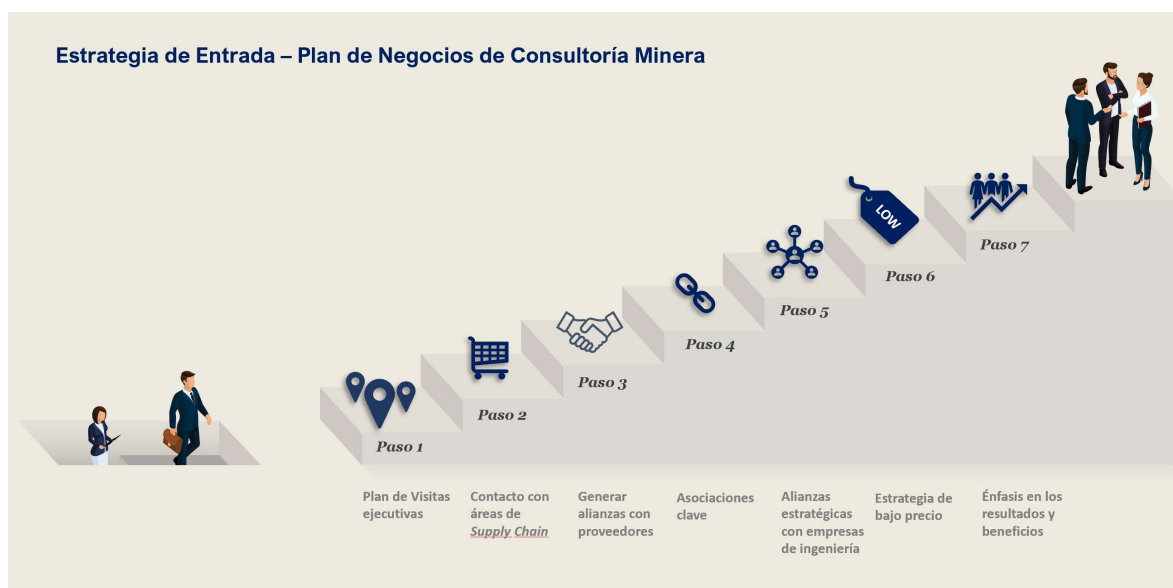 Estrategia de Entrada – Plan de Negocios de Consultoría Minera
LOW
Paso 7
Paso 6
Paso 5
Paso 4
Paso 3
Paso 2
Paso 1
Plan de Visitas
ejecutivas
Contacto con
áreas de
Supply Chain
Generar
alianzas con
proveedores
Asociaciones
clave
Alianzas
estratégicas
con empresas
de ingeniería
Estrategia de
bajo precio
Énfasis en los
resultados y
beneficios